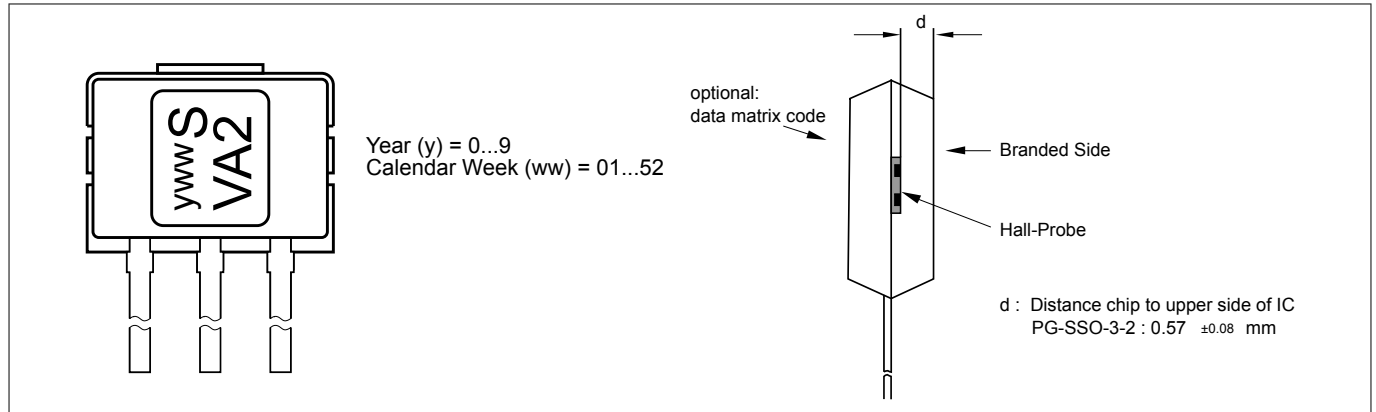 yww S
VA2
Year (y) = 0...9
Calendar Week (ww) = 01...52
d
optional:
data matrix code
Branded Side
Hall-Probe
d : Distance chip to upper side of IC
PG-SSO-3-2 : 0.57 ±0.08 mm